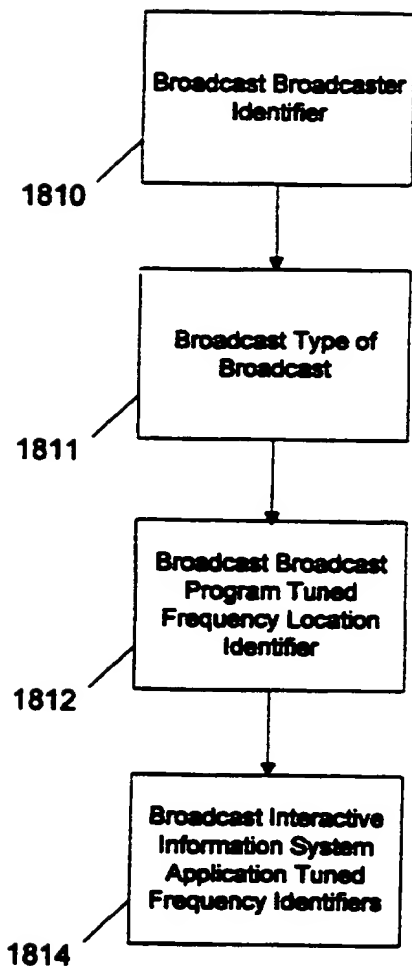 Broadcast Broadcaster
Identifier
1810
Broadcast Type of
Broadcast
1811
Broadcast Broadcast
Program Tuned
Frequency Location
Identifier
1812
Broadcast Interactive
Information System
Application Tuned
Frequency Identifiers
1814